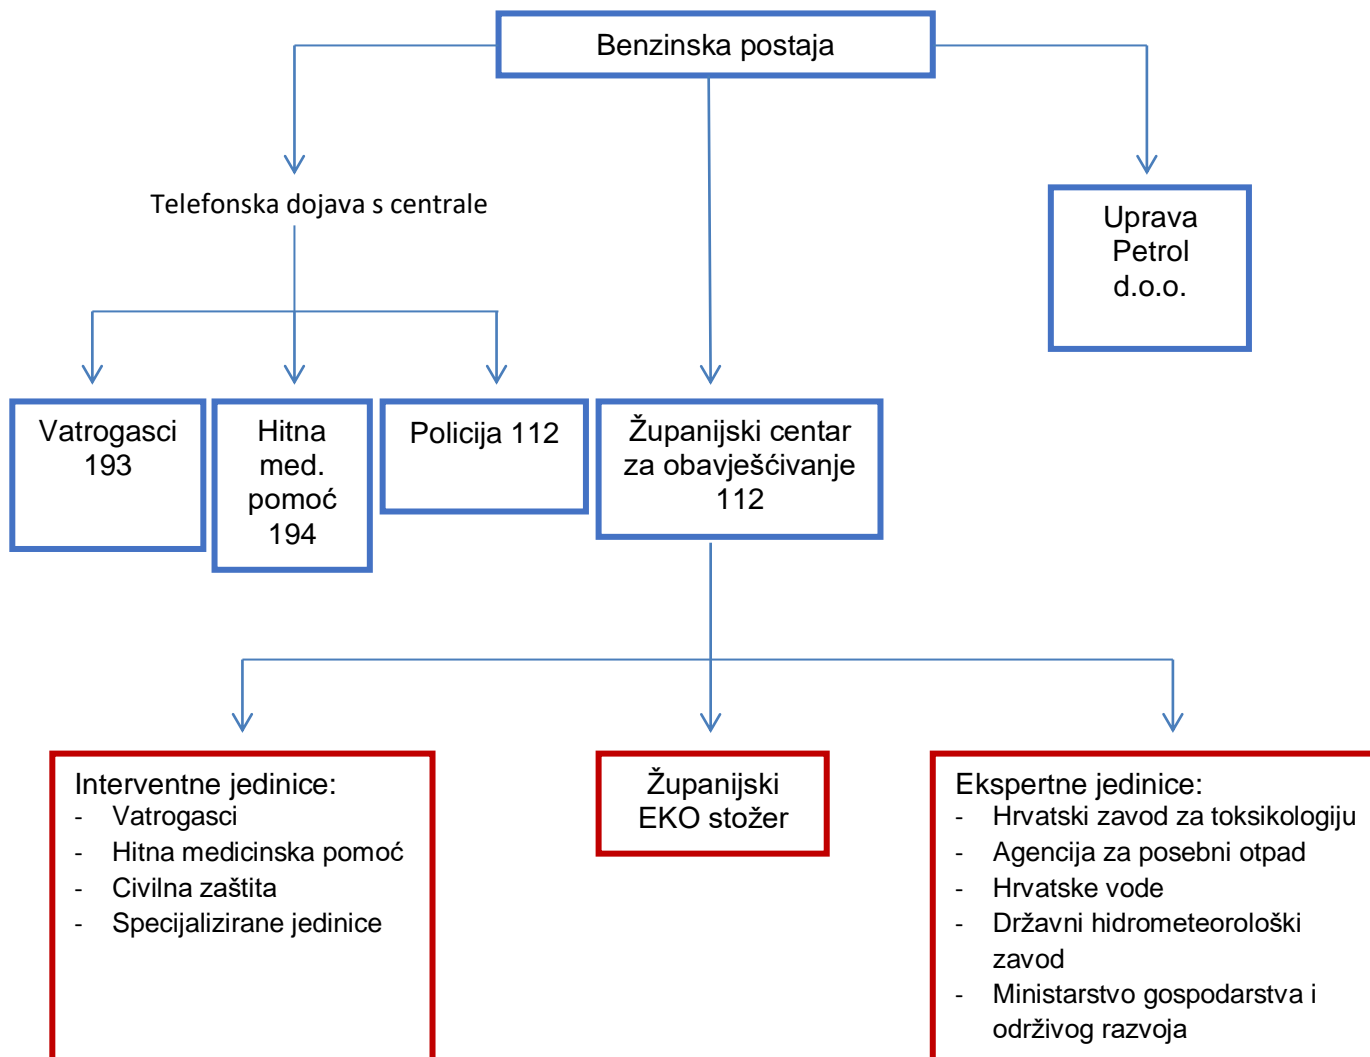 Benzinska postaja
Telefonska dojava s centrale
Uprava
Petrol
d.o.o.
Vatrogasci
193
Hitna
med.
pomoć
194
Policija 112
Županijski centar
za obavješćivanje
112
Interventne jedinice:
- Vatrogasci
- Hitna medicinska pomoć
- Civilna zaštita
- Specijalizirane jedinice
Županijski
EKO stožer
Ekspertne jedinice:
- Hrvatski zavod za toksikologiju
- Agencija za posebni otpad
- Hrvatske vode
- Državni hidrometeorološki
zavod
- Ministarstvo gospodarstva i
održivog razvoja